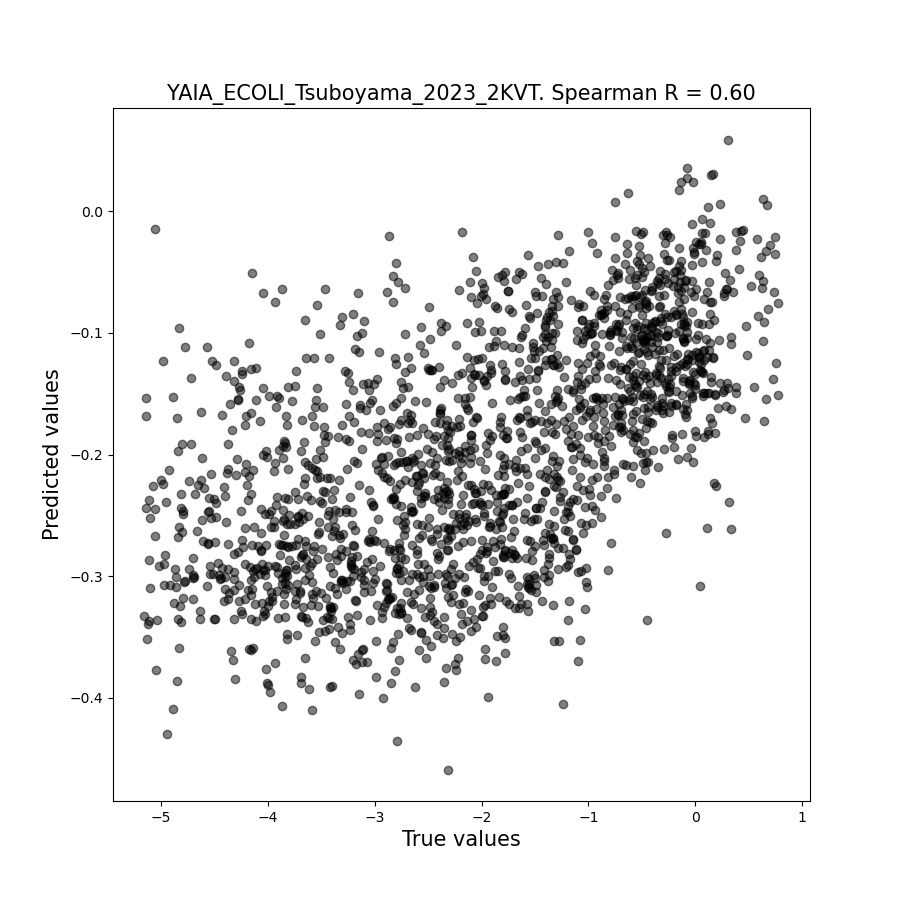 YAIA_ECOLI_Tsuboyama_2023_2KVT. Spearman R = 0.60
Predicted values
0.0
−0.1
−0.2
−0.3
−0.4
−5 −4 −3 −2 −1 0 1
True values